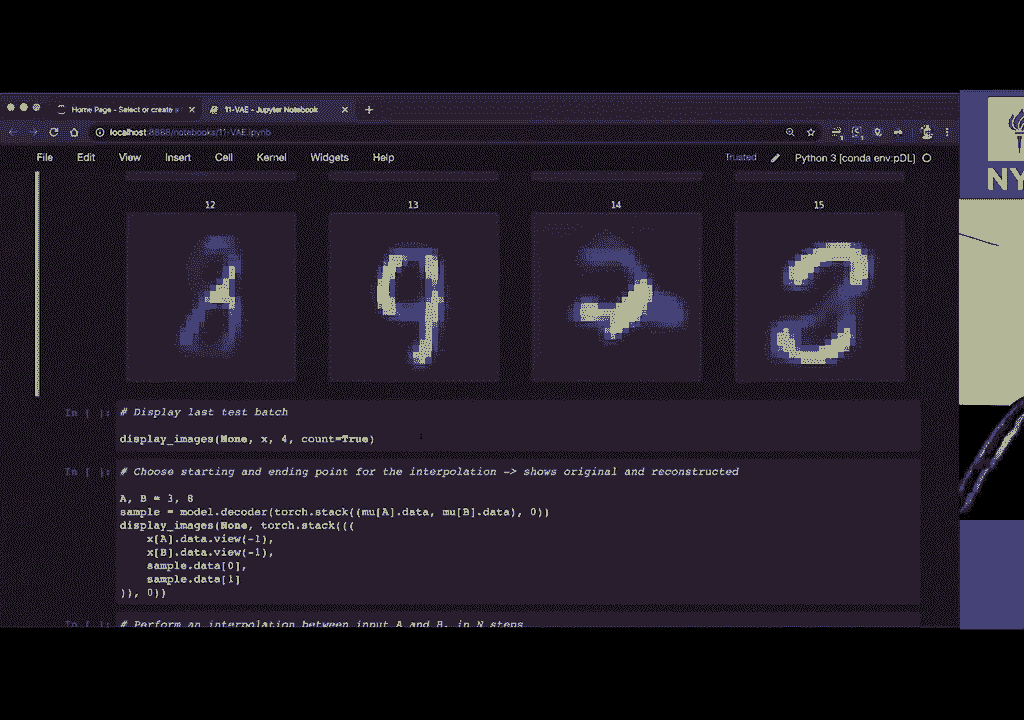 Home Page - Select or create
11-VAE - Jupyter Notebook
localhost:8888/notebooks/11-VAE.ipynb
File Edit View Insert Cell Kernel Widgets Help Trusted Python 3 [conda env:pDL]
NY
12 13 14 15
In [ ]: # Display last test batch
display_images(None, x, 4, count=True)
In [ ]: # Choose starting and ending point for the interpolation -> shows original and reconstructed
A, B = 3, 8
sample = model.decoder(torch.stack((mu[A].data, mu[B].data), 0))
display_images(None, torch.stack(((
x[A].data.view(-1),
x[B].data.view(-1),
sample.data[0],
sample.data[1]
)), 0))
In [ ]: # Perform an interpolation between input A and B, in N steps